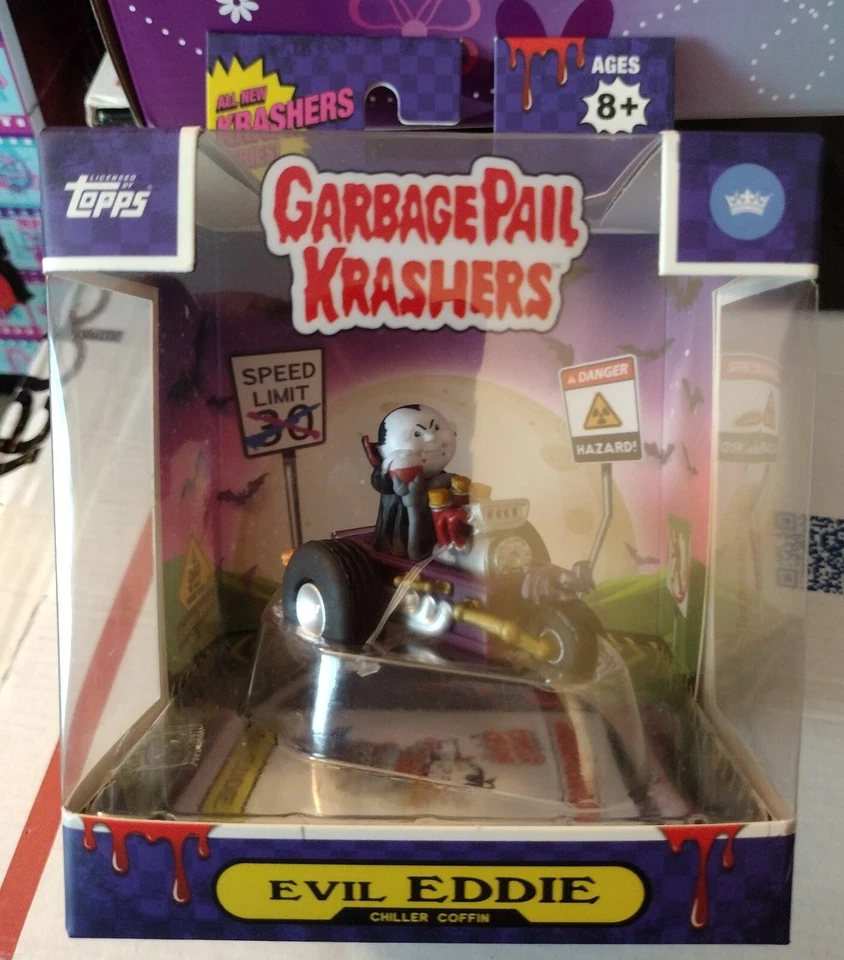 ALL NEW
KRASHERS
SERIES
AGES
8+
LICENSED
BY
Topps
GARBAGE PAIL
KRASHERS
SPEED
LIMIT
30
DANGER
HAZARD!
EVIL EDDIE
CHILLER COFFIN